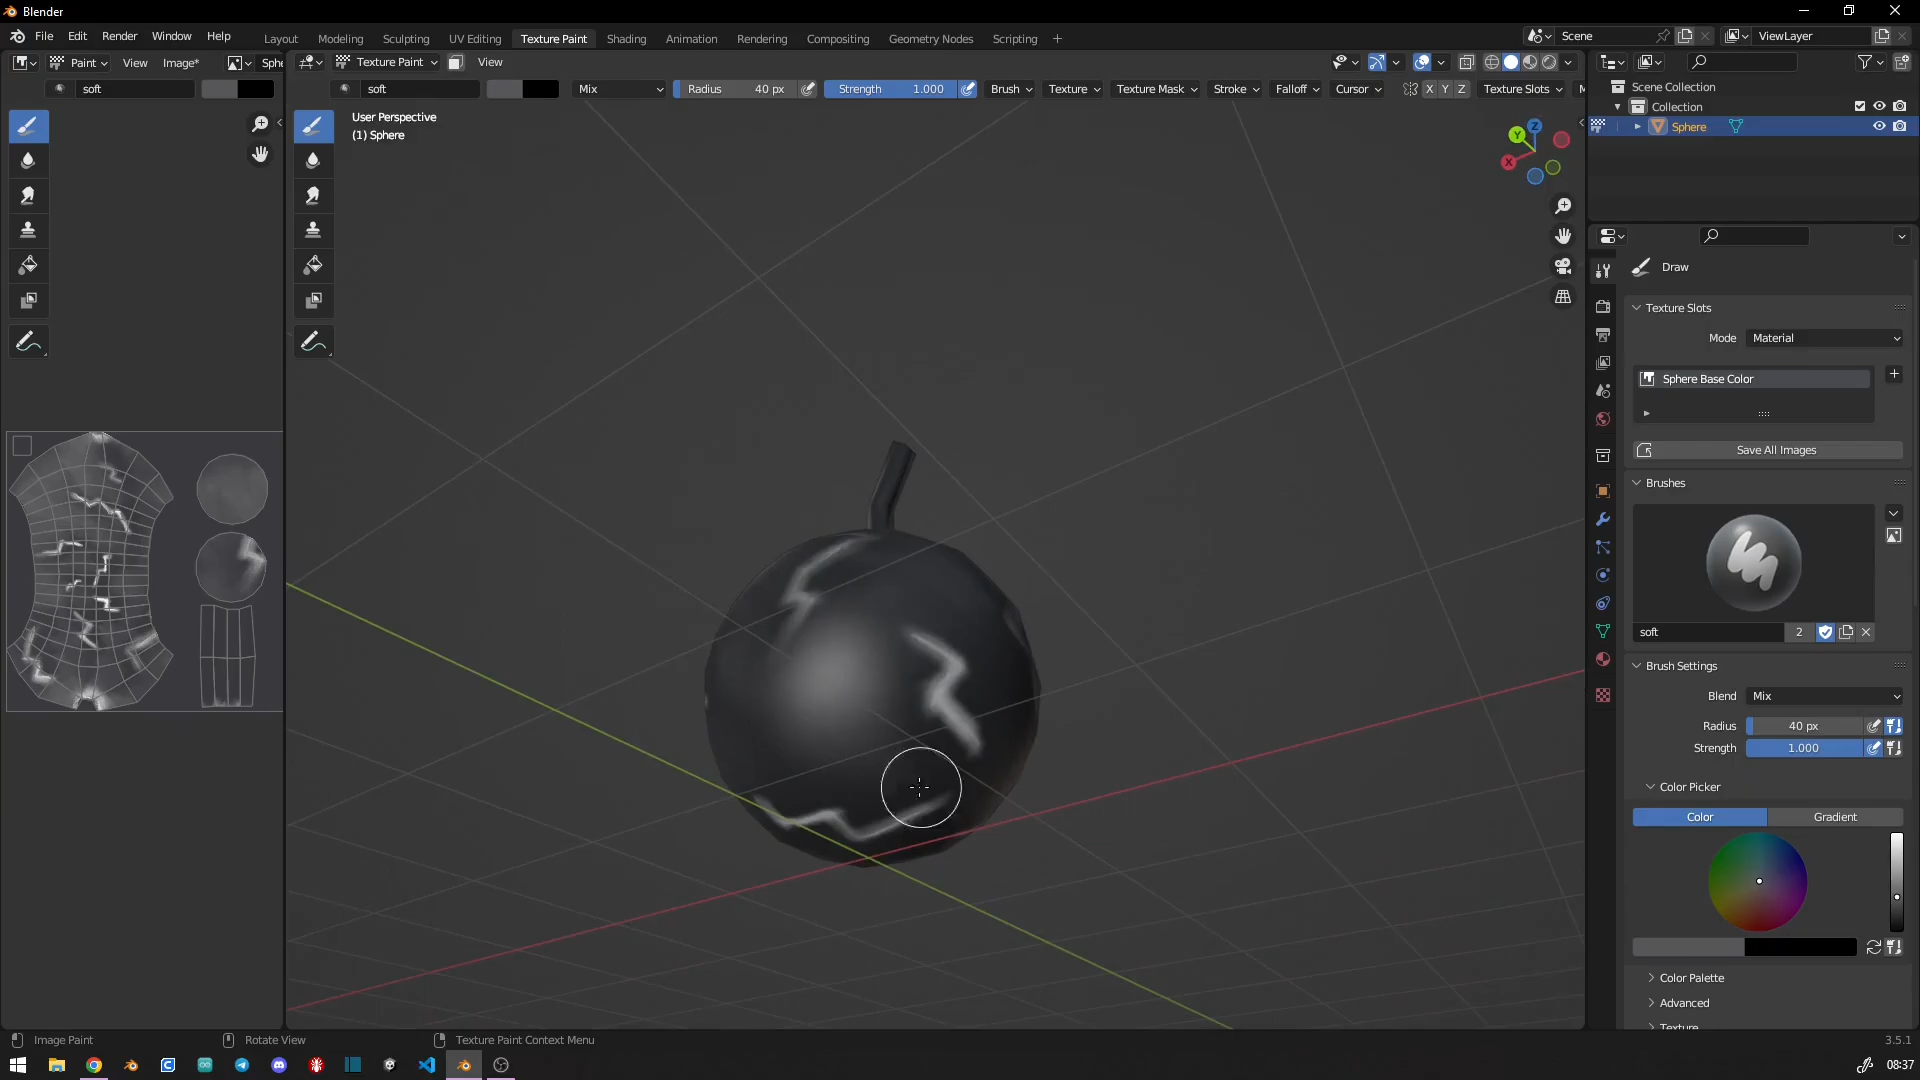 Blender
File Edit Render Window Help
Layout Modeling Sculpting UV Editing Texture Paint Shading Animation Rendering Compositing Geometry Nodes Scripting +
Scene
ViewLayer
Paint View Image* Sphe
Texture Paint View
soft
soft
Mix
Radius 40 px
Strength 1.000
Brush Texture Texture Mask Stroke Falloff Cursor
X Y Z
Texture Slots
User Perspective
(1) Sphere
Z
Y
X
Scene Collection
Collection
Sphere
Draw
Texture Slots
Mode Material
Sphere Base Color
Save All Images
Brushes
soft 2
Brush Settings
Blend Mix
Radius 40 px
Strength 1.000
Color Picker
Color Gradient
Color Palette
Advanced
Texture
Image Paint Rotate View Texture Paint Context Menu
3.5.1
08:37